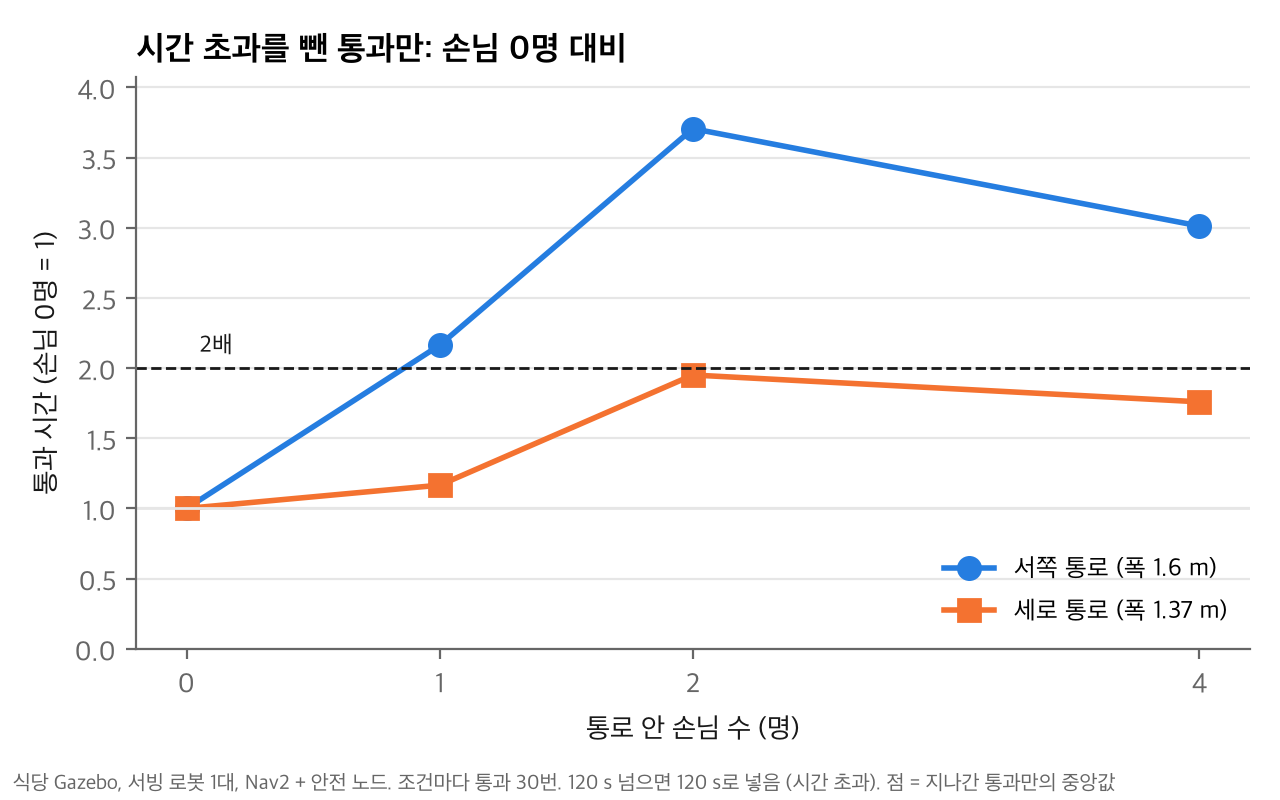 시간 초과를 뺀 통과만: 손님 0명 대비
통과 시간 (손님 0명 = 1)
4.0
3.5
3.0
2.5
2.0
1.5
1.0
0.5
0.0
2배
서쪽 통로 (폭 1.6 m)
세로 통로 (폭 1.37 m)
0 1 2 4
통로 안 손님 수 (명)
식당 Gazebo, 서빙 로봇 1대, Nav2 + 안전 노드. 조건마다 통과 30번. 120 s 넘으면 120 s로 넣음 (시간 초과). 점 = 지나간 통과만의 중앙값